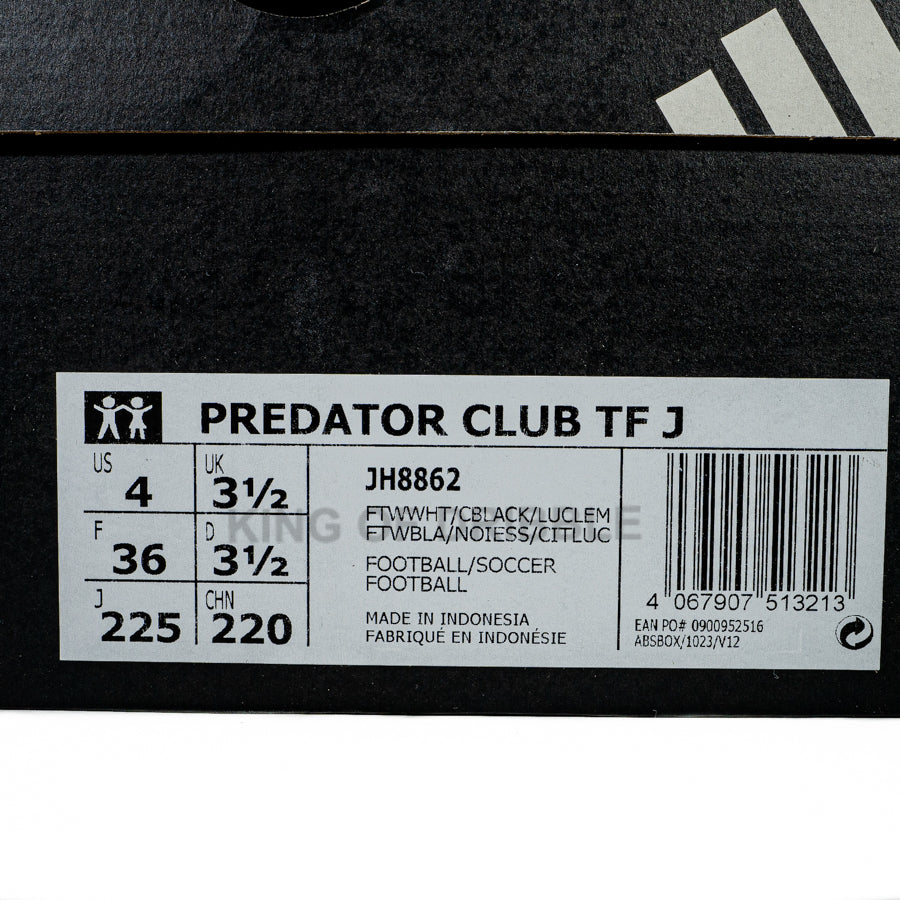 PREDATOR CLUB TF J
US 4 UK 3½
F 36 D 3½
J 225 CHN 220
JH8862
FTWWHT/CBLACK/LUCLEM
FTWBLA/NOIESS/CITLUC
FOOTBALL/SOCCER
FOOTBALL
MADE IN INDONESIA
FABRIQUÉ EN INDONÉSIE
4 067907 513213
EAN PO# 0900952516
ABSBOX/1023/V12